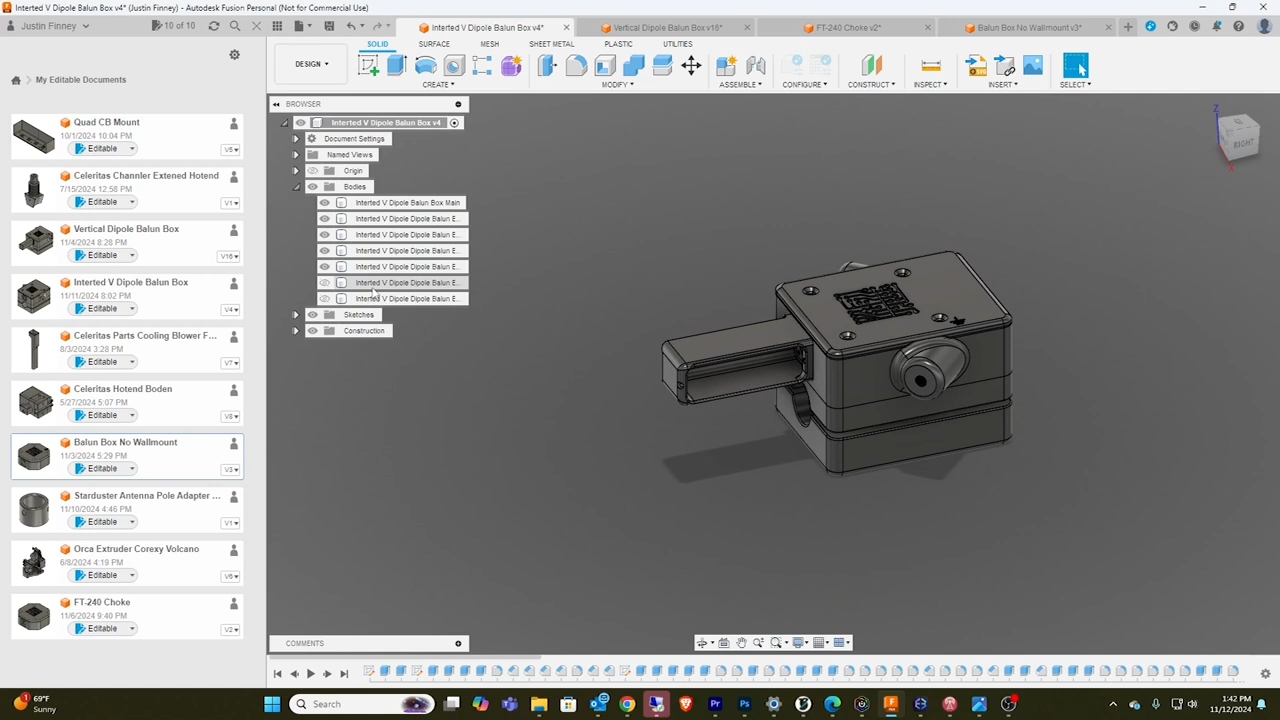 Interted V Dipole Balun Box v4* (Justin Finney) - Autodesk Fusion Personal (Not for Commercial Use)
Justin Finney
10 of 10
Interted V Dipole Balun Box v4*
Vertical Dipole Balun Box v16*
FT-240 Choke v2*
Balun Box No Wallmount v3*
My Editable Documents
DESIGN
SOLID
SURFACE
MESH
SHEET METAL
PLASTIC
UTILITIES
CREATE
MODIFY
ASSEMBLE
CONFIGURE
CONSTRUCT
INSPECT
INSERT
SELECT
Quad CB Mount
10/1/2024 10:04 PM
Editable
V5
Celeritas Channler Extened Hotend
7/15/2024 12:58 PM
Editable
V1
Vertical Dipole Balun Box
11/4/2024 8:28 PM
Editable
V16
Interted V Dipole Balun Box
11/11/2024 8:02 PM
Editable
V4
Celeritas Parts Cooling Blower F...
8/3/2024 3:28 PM
Editable
V7
Celeritas Hotend Boden
5/27/2024 5:07 PM
Editable
V8
Balun Box No Wallmount
11/3/2024 5:29 PM
Editable
V3
Starduster Antenna Pole Adapter ...
11/10/2024 4:46 PM
Editable
V1
Orca Extruder Corexy Volcano
6/8/2024 4:19 PM
Editable
V6
FT-240 Choke
11/6/2024 9:40 PM
Editable
V2
BROWSER
Interted V Dipole Balun Box v4
Document Settings
Named Views
Origin
Bodies
Interted V Dipole Balun Box Main
Interted V Dipole Dipole Balun E...
Interted V Dipole Dipole Balun E...
Interted V Dipole Dipole Balun E...
Interted V Dipole Dipole Balun E...
Interted V Dipole Dipole Balun E...
Interted V Dipole Dipole Balun E...
Sketches
Construction
Z
RIGHT
X
COMMENTS
69°F
Sunny
Search
1:42 PM
11/12/2024